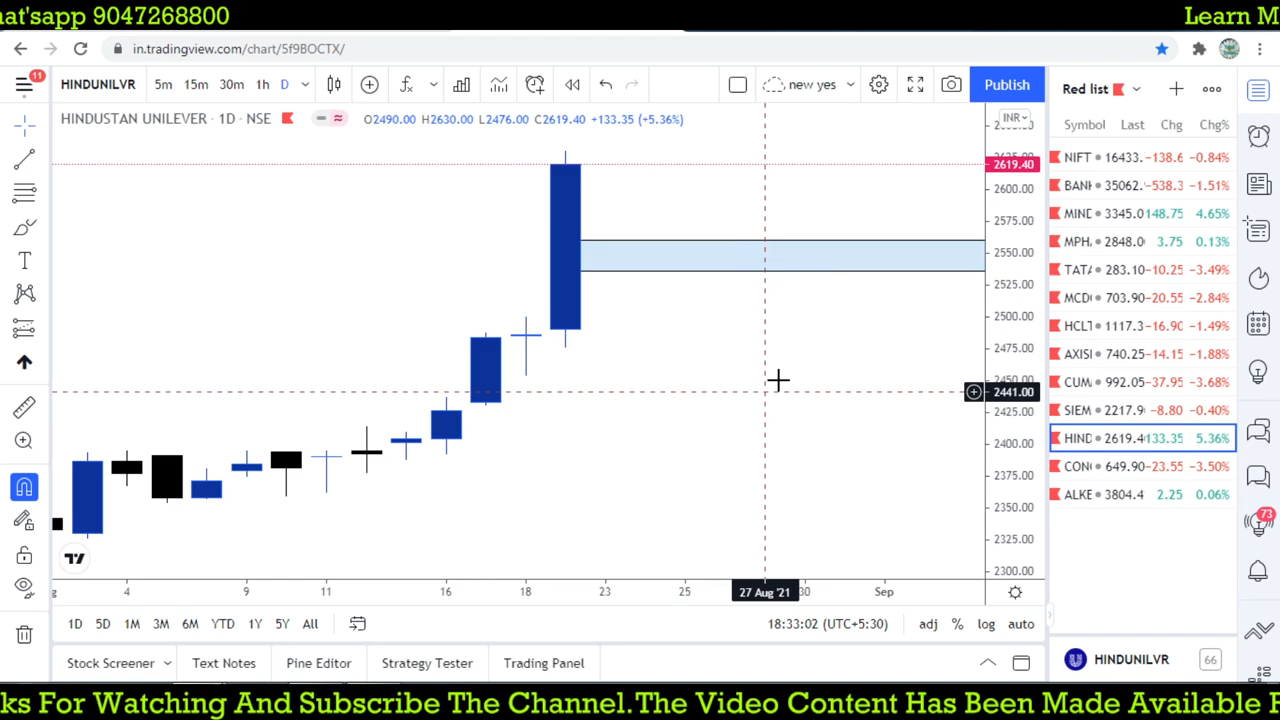 nat'sapp 9047268800 Learn M
in.tradingview.com/chart/5f9BOCTX/
11 HINDUNILVR 5m 15m 30m 1h D new yes Publish Red list
HINDUSTAN UNILEVER · 1D · NSE O2490.00 H2630.00 L2476.00 C2619.40 +133.35 (+5.36%) INR
Symbol Last Chg Chg%
NIFT 16433. -138.6 -0.84%
BANK 35062. -538.3 -1.51%
MIND 3345.0 148.75 4.65%
MPH 2848.0 3.75 0.13%
TATA 283.10 -10.25 -3.49%
MCD 703.90 -20.55 -2.84%
HCLT 1117.3 -16.90 -1.49%
AXISI 740.25 -14.15 -1.88%
CUM 992.05 -37.95 -3.68%
SIEM 2217.9 -8.80 -0.40%
HIND 2619.4 133.35 5.36%
CON 649.90 -23.55 -3.50%
ALKE 3804.4 2.25 0.06%
2619.40
2600.00
2575.00
2550.00
2525.00
2500.00
2475.00
2441.00
2425.00
2400.00
2375.00
2350.00
2325.00
2300.00
73
4 9 11 16 18 23 25 27 Aug '21 30 Sep
1D 5D 1M 3M 6M YTD 1Y 5Y All 18:33:02 (UTC+5:30) adj % log auto
Stock Screener Text Notes Pine Editor Strategy Tester Trading Panel HINDUNILVR 66
ks For Watching And Subscribe The Channel.The Video Content Has Been Made Available